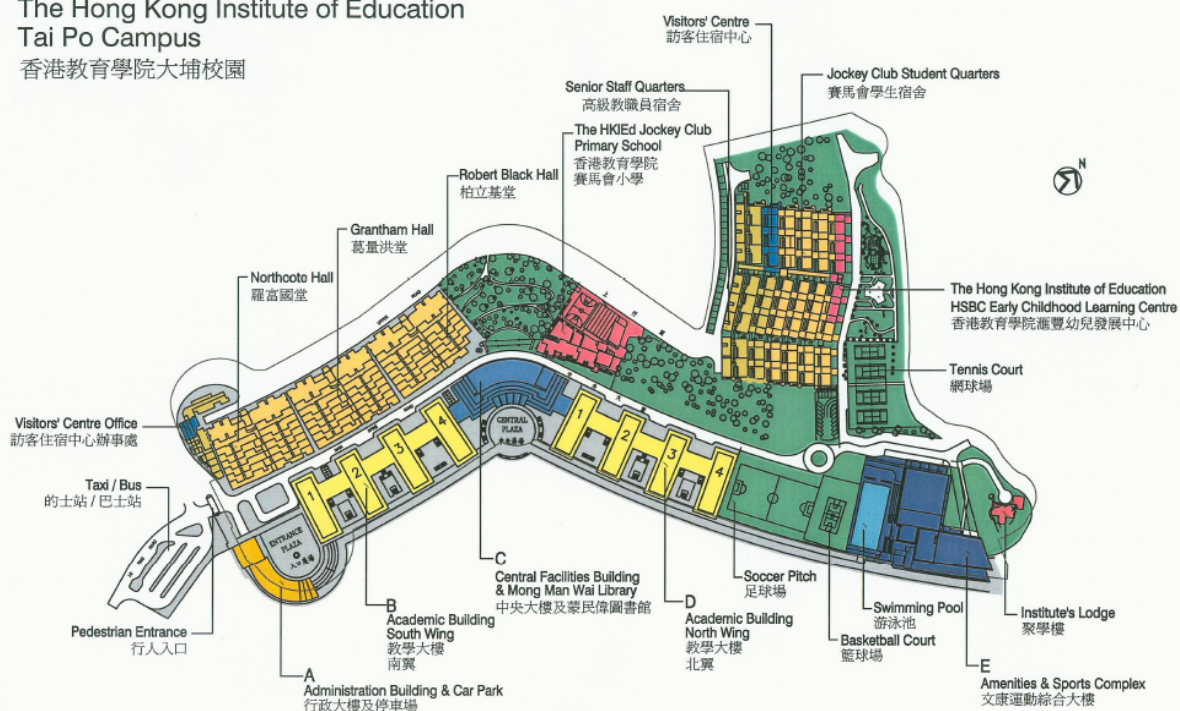 The Hong Kong Institute of Education
Tai Po Campus
香港教育學院大埔校園
Visitors' Centre
訪客住宿中心
Senior Staff Quarters
高級教職員宿舍
Jockey Club Student Quarters
賽馬會學生宿舍
The HKIEd Jockey Club
Primary School
香港教育學院
賽馬會小學
Robert Black Hall
柏立基堂
Grantham Hall
葛量洪堂
Northcote Hall
羅富國堂
N
The Hong Kong Institute of Education
HSBC Early Childhood Learning Centre
香港教育學院滙豐幼兒發展中心
Tennis Court
網球場
Visitors' Centre Office
訪客住宿中心辦事處
Taxi / Bus
的士站 / 巴士站
CENTRAL
PLAZA
中央廣場
1
2
3
4
1
2
3
4
ENTRANCE
PLAZA
入口廣場
Pedestrian Entrance
行人入口
A
Administration Building & Car Park
行政大樓及停車場
B
Academic Building
South Wing
教學大樓
南翼
C
Central Facilities Building
& Mong Man Wai Library
中央大樓及蒙民偉圖書館
D
Academic Building
North Wing
教學大樓
北翼
Soccer Pitch
足球場
Basketball Court
籃球場
Swimming Pool
游泳池
Institute's Lodge
聚學樓
E
Amenities & Sports Complex
文康運動綜合大樓